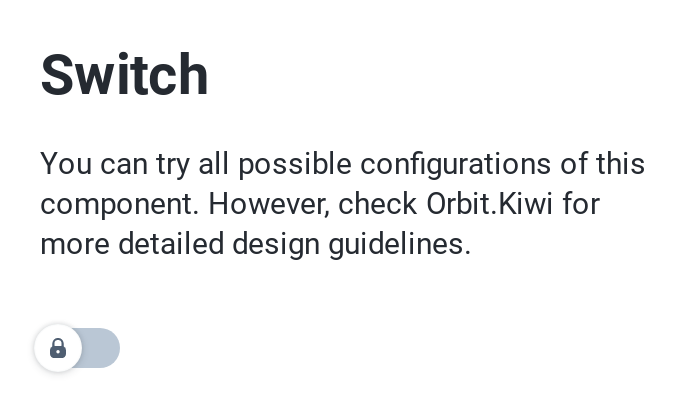 Switch
You can try all possible configurations of this
component. However, check Orbit.Kiwi for
more detailed design guidelines.